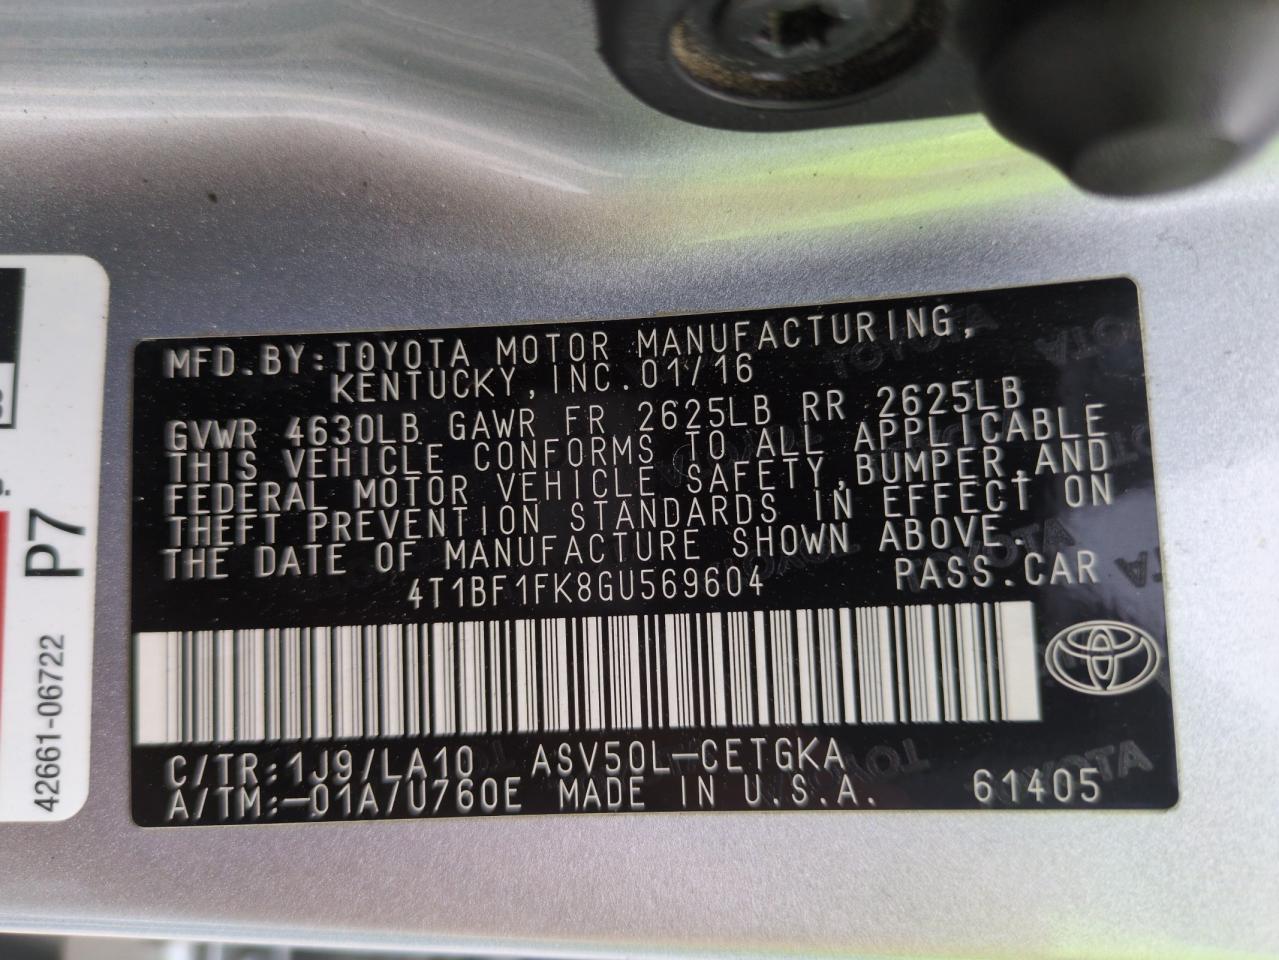 MFD.BY:TOYOTA MOTOR MANUFACTURING,
KENTUCKY, INC. 01/16
GVWR 4630LB GAWR FR 2625LB RR 2625LB
THIS VEHICLE CONFORMS TO ALL APPLICABLE
FEDERAL MOTOR VEHICLE SAFETY,BUMPER,AND
THEFT PREVENTION STANDARDS IN EFFECT ON
THE DATE OF MANUFACTURE SHOWN ABOVE.
4T1BF1FK8GU569604 PASS.CAR
C/TR:1J9/LA10 ASV50L-CETGKA
A/TM:-01A/U760E MADE IN U.S.A. 61405
P7
42661-06722